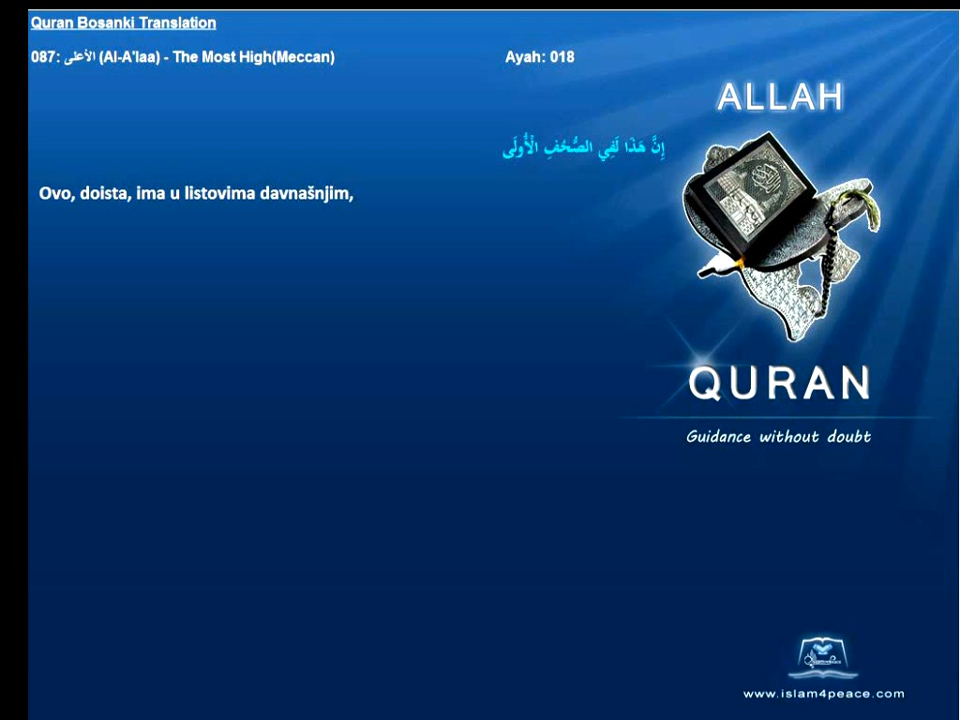 Quran Bosanki Translation
087: الأعلى (Al-A'laa) - The Most High(Meccan) Ayah: 018
ALLAH
إِنَّ هَذَا لَفِي الصُّحُفِ الْأُولَى
Ovo, doista, ima u listovima davnašnjim,
QURAN
Guidance without doubt
www.islam4peace.com